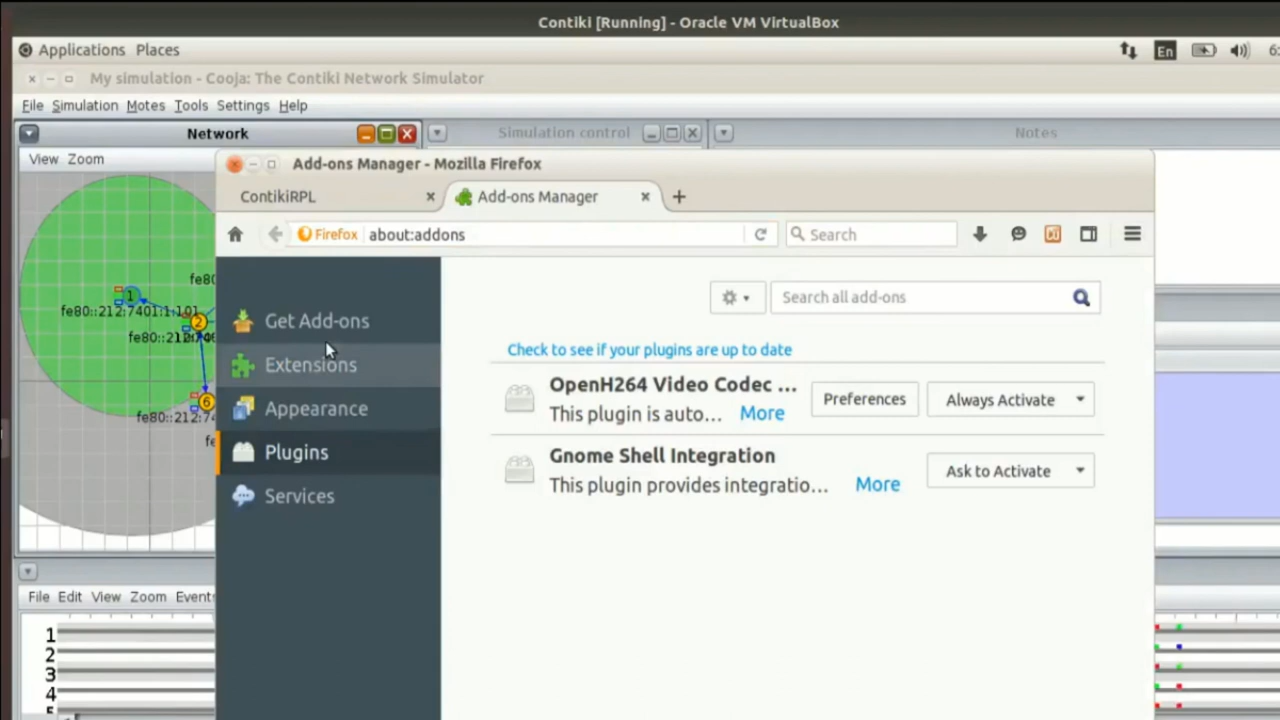 Contiki [Running] - Oracle VM VirtualBox
Applications Places
En
My simulation - Cooja: The Contiki Network Simulator
File Simulation Motes Tools Settings Help
Network
Simulation control
Notes
View Zoom
Add-ons Manager - Mozilla Firefox
ContikiRPL
Add-ons Manager
Firefox about:addons
Search
Get Add-ons
Extensions
Appearance
Plugins
Services
Search all add-ons
Check to see if your plugins are up to date
OpenH264 Video Codec ...
This plugin is auto... More
Preferences
Always Activate
Gnome Shell Integration
This plugin provides integratio... More
Ask to Activate
1
fe80::212:7401:1:101
2
6
File Edit View Zoom Events
1
2
3
4
5